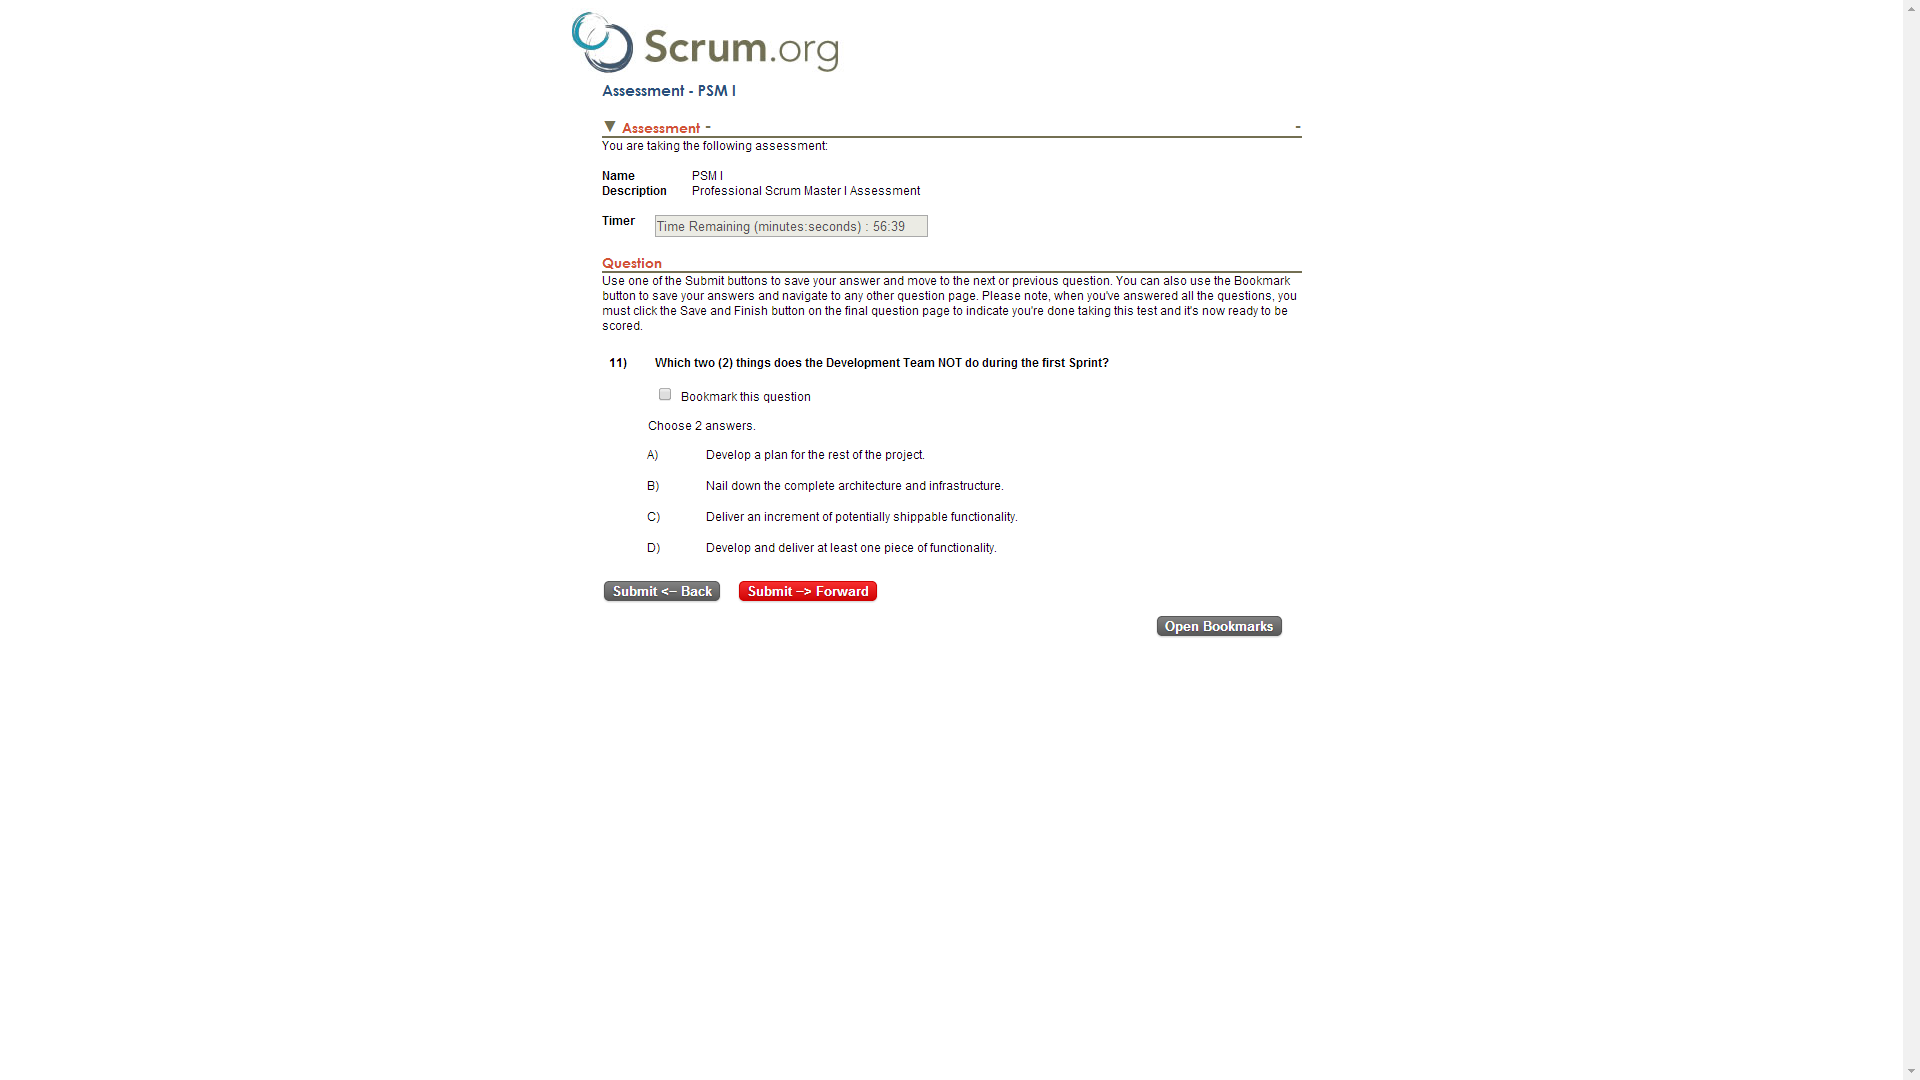 Scrum.org
Assessment - PSM I
▼ Assessment - -
You are taking the following assessment:
Name PSM I
Description Professional Scrum Master I Assessment
Timer Time Remaining (minutes:seconds) : 56:39
Question
Use one of the Submit buttons to save your answer and move to the next or previous question. You can also use the Bookmark
button to save your answers and navigate to any other question page. Please note, when you've answered all the questions, you
must click the Save and Finish button on the final question page to indicate you're done taking this test and it's now ready to be
scored.
11) Which two (2) things does the Development Team NOT do during the first Sprint?
Bookmark this question
Choose 2 answers.
A) Develop a plan for the rest of the project.
B) Nail down the complete architecture and infrastructure.
C) Deliver an increment of potentially shippable functionality.
D) Develop and deliver at least one piece of functionality.
Submit <-- Back Submit --> Forward
Open Bookmarks